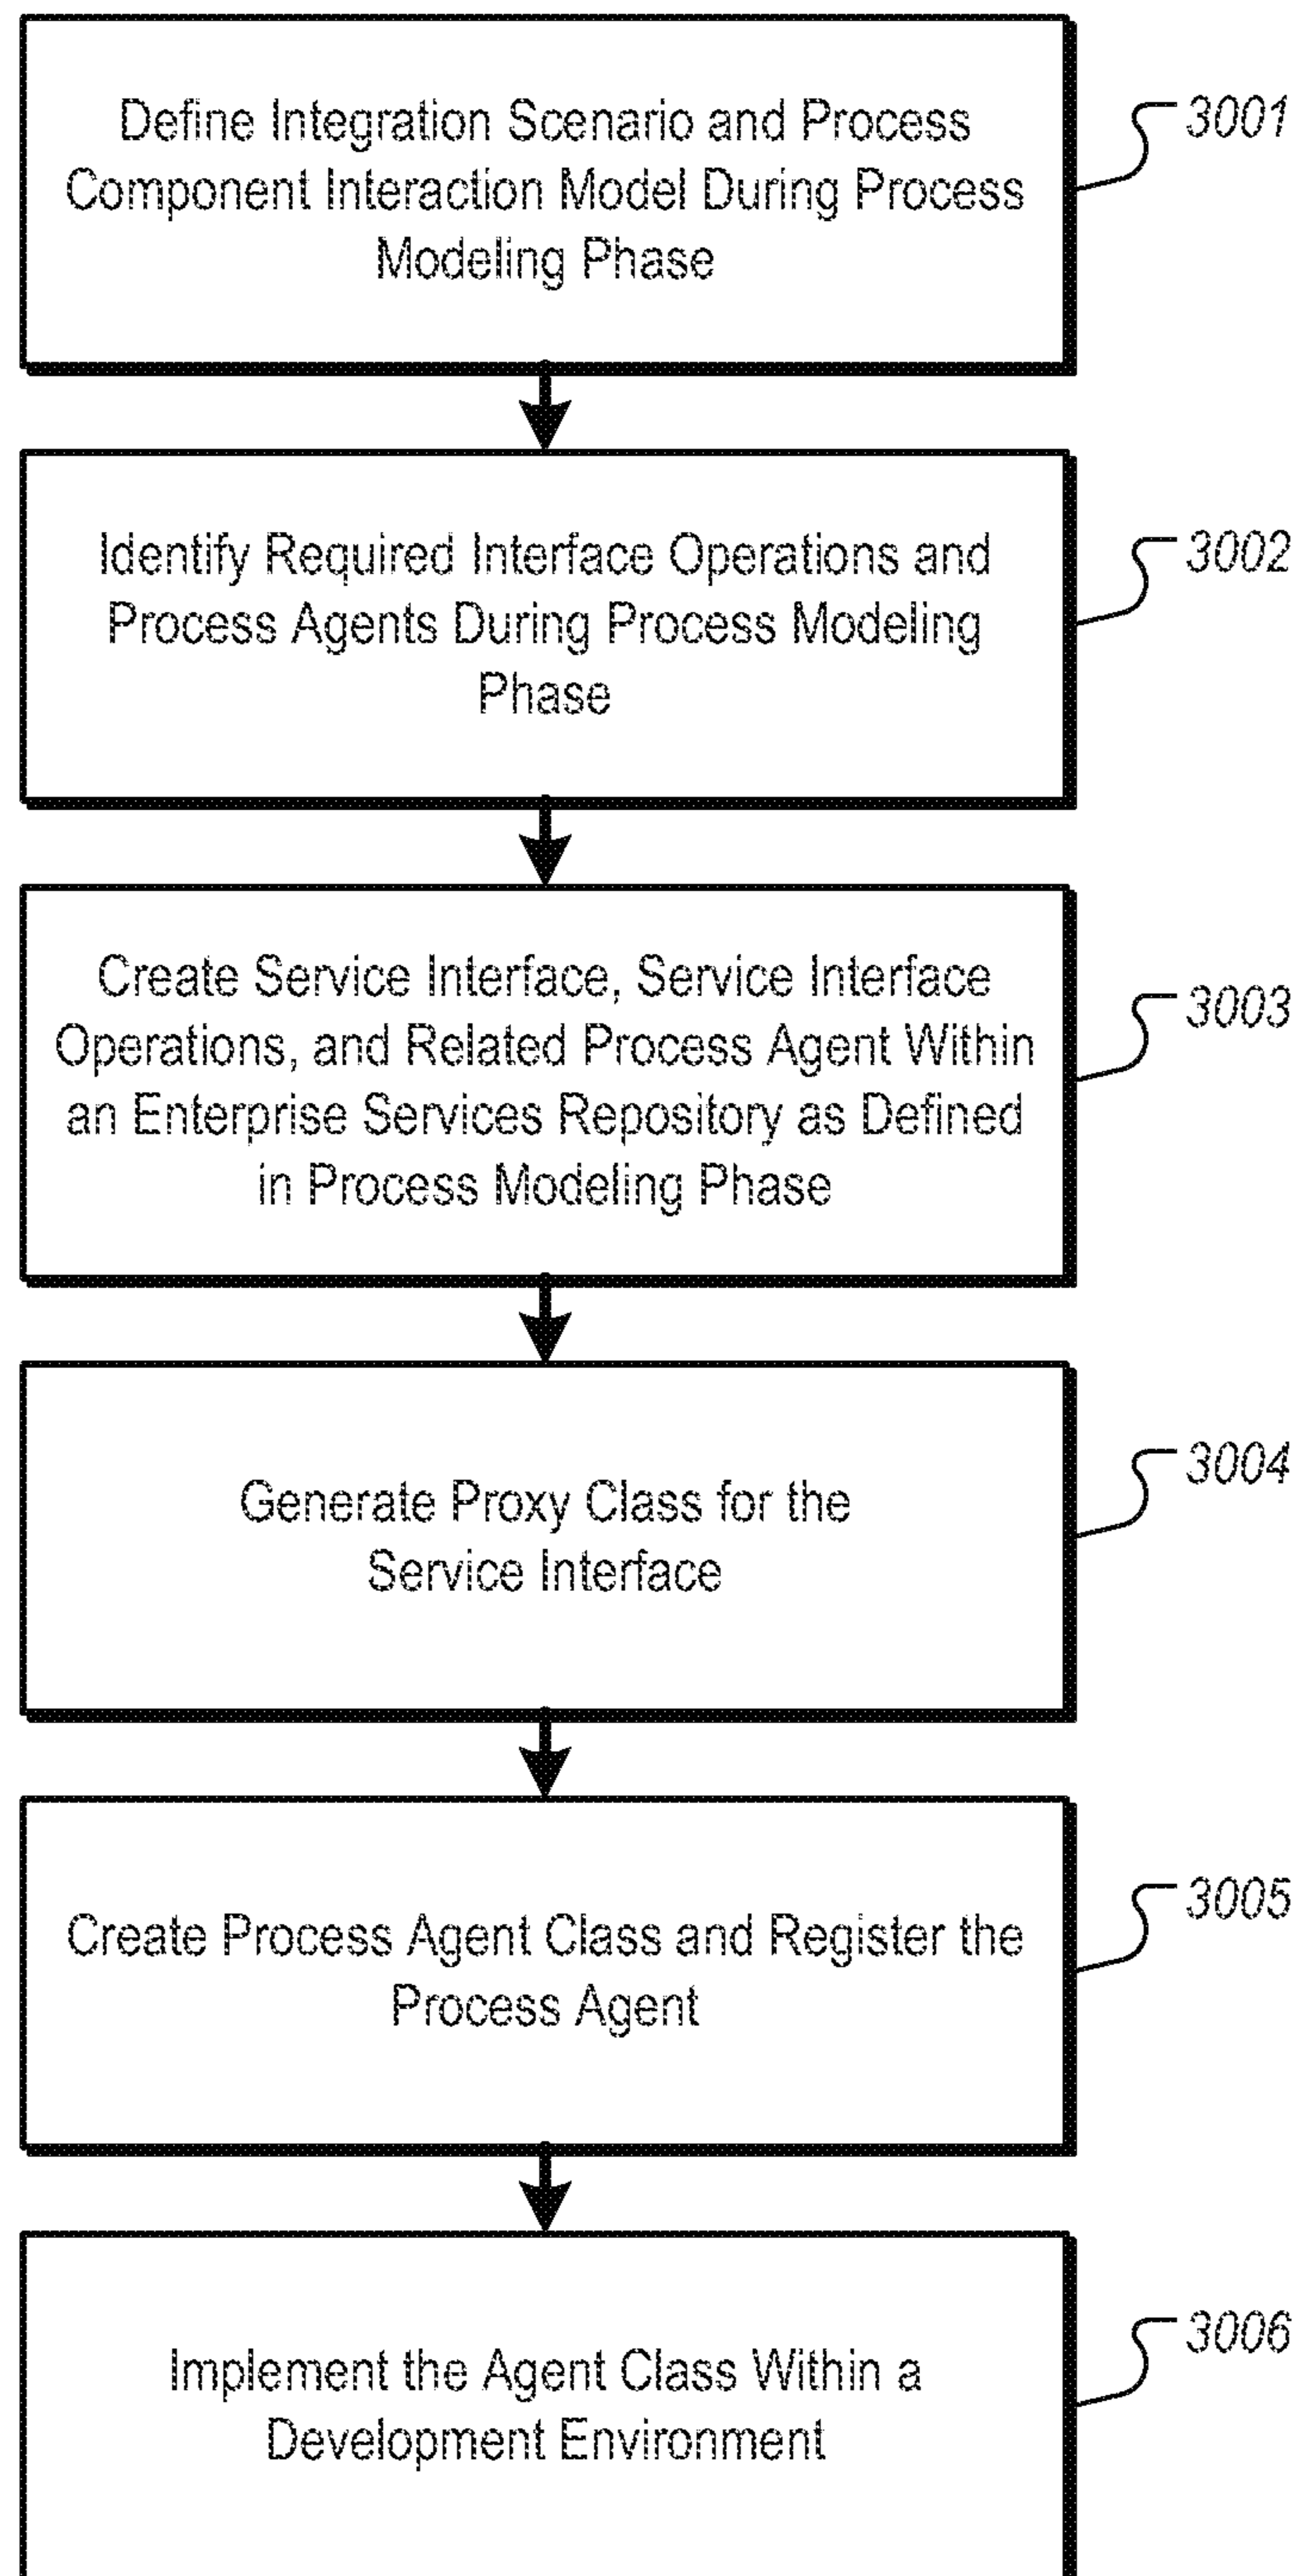 Define Integration Scenario and Process
Component Interaction Model During Process
Modeling Phase
3001
Identify Required Interface Operations and
Process Agents During Process Modeling
Phase
3002
Create Service Interface, Service Interface
Operations, and Related Process Agent Within
an Enterprise Services Repository as Defined
in Process Modeling Phase
3003
Generate Proxy Class for the
Service Interface
3004
Create Process Agent Class and Register the
Process Agent
3005
Implement the Agent Class Within a
Development Environment
3006